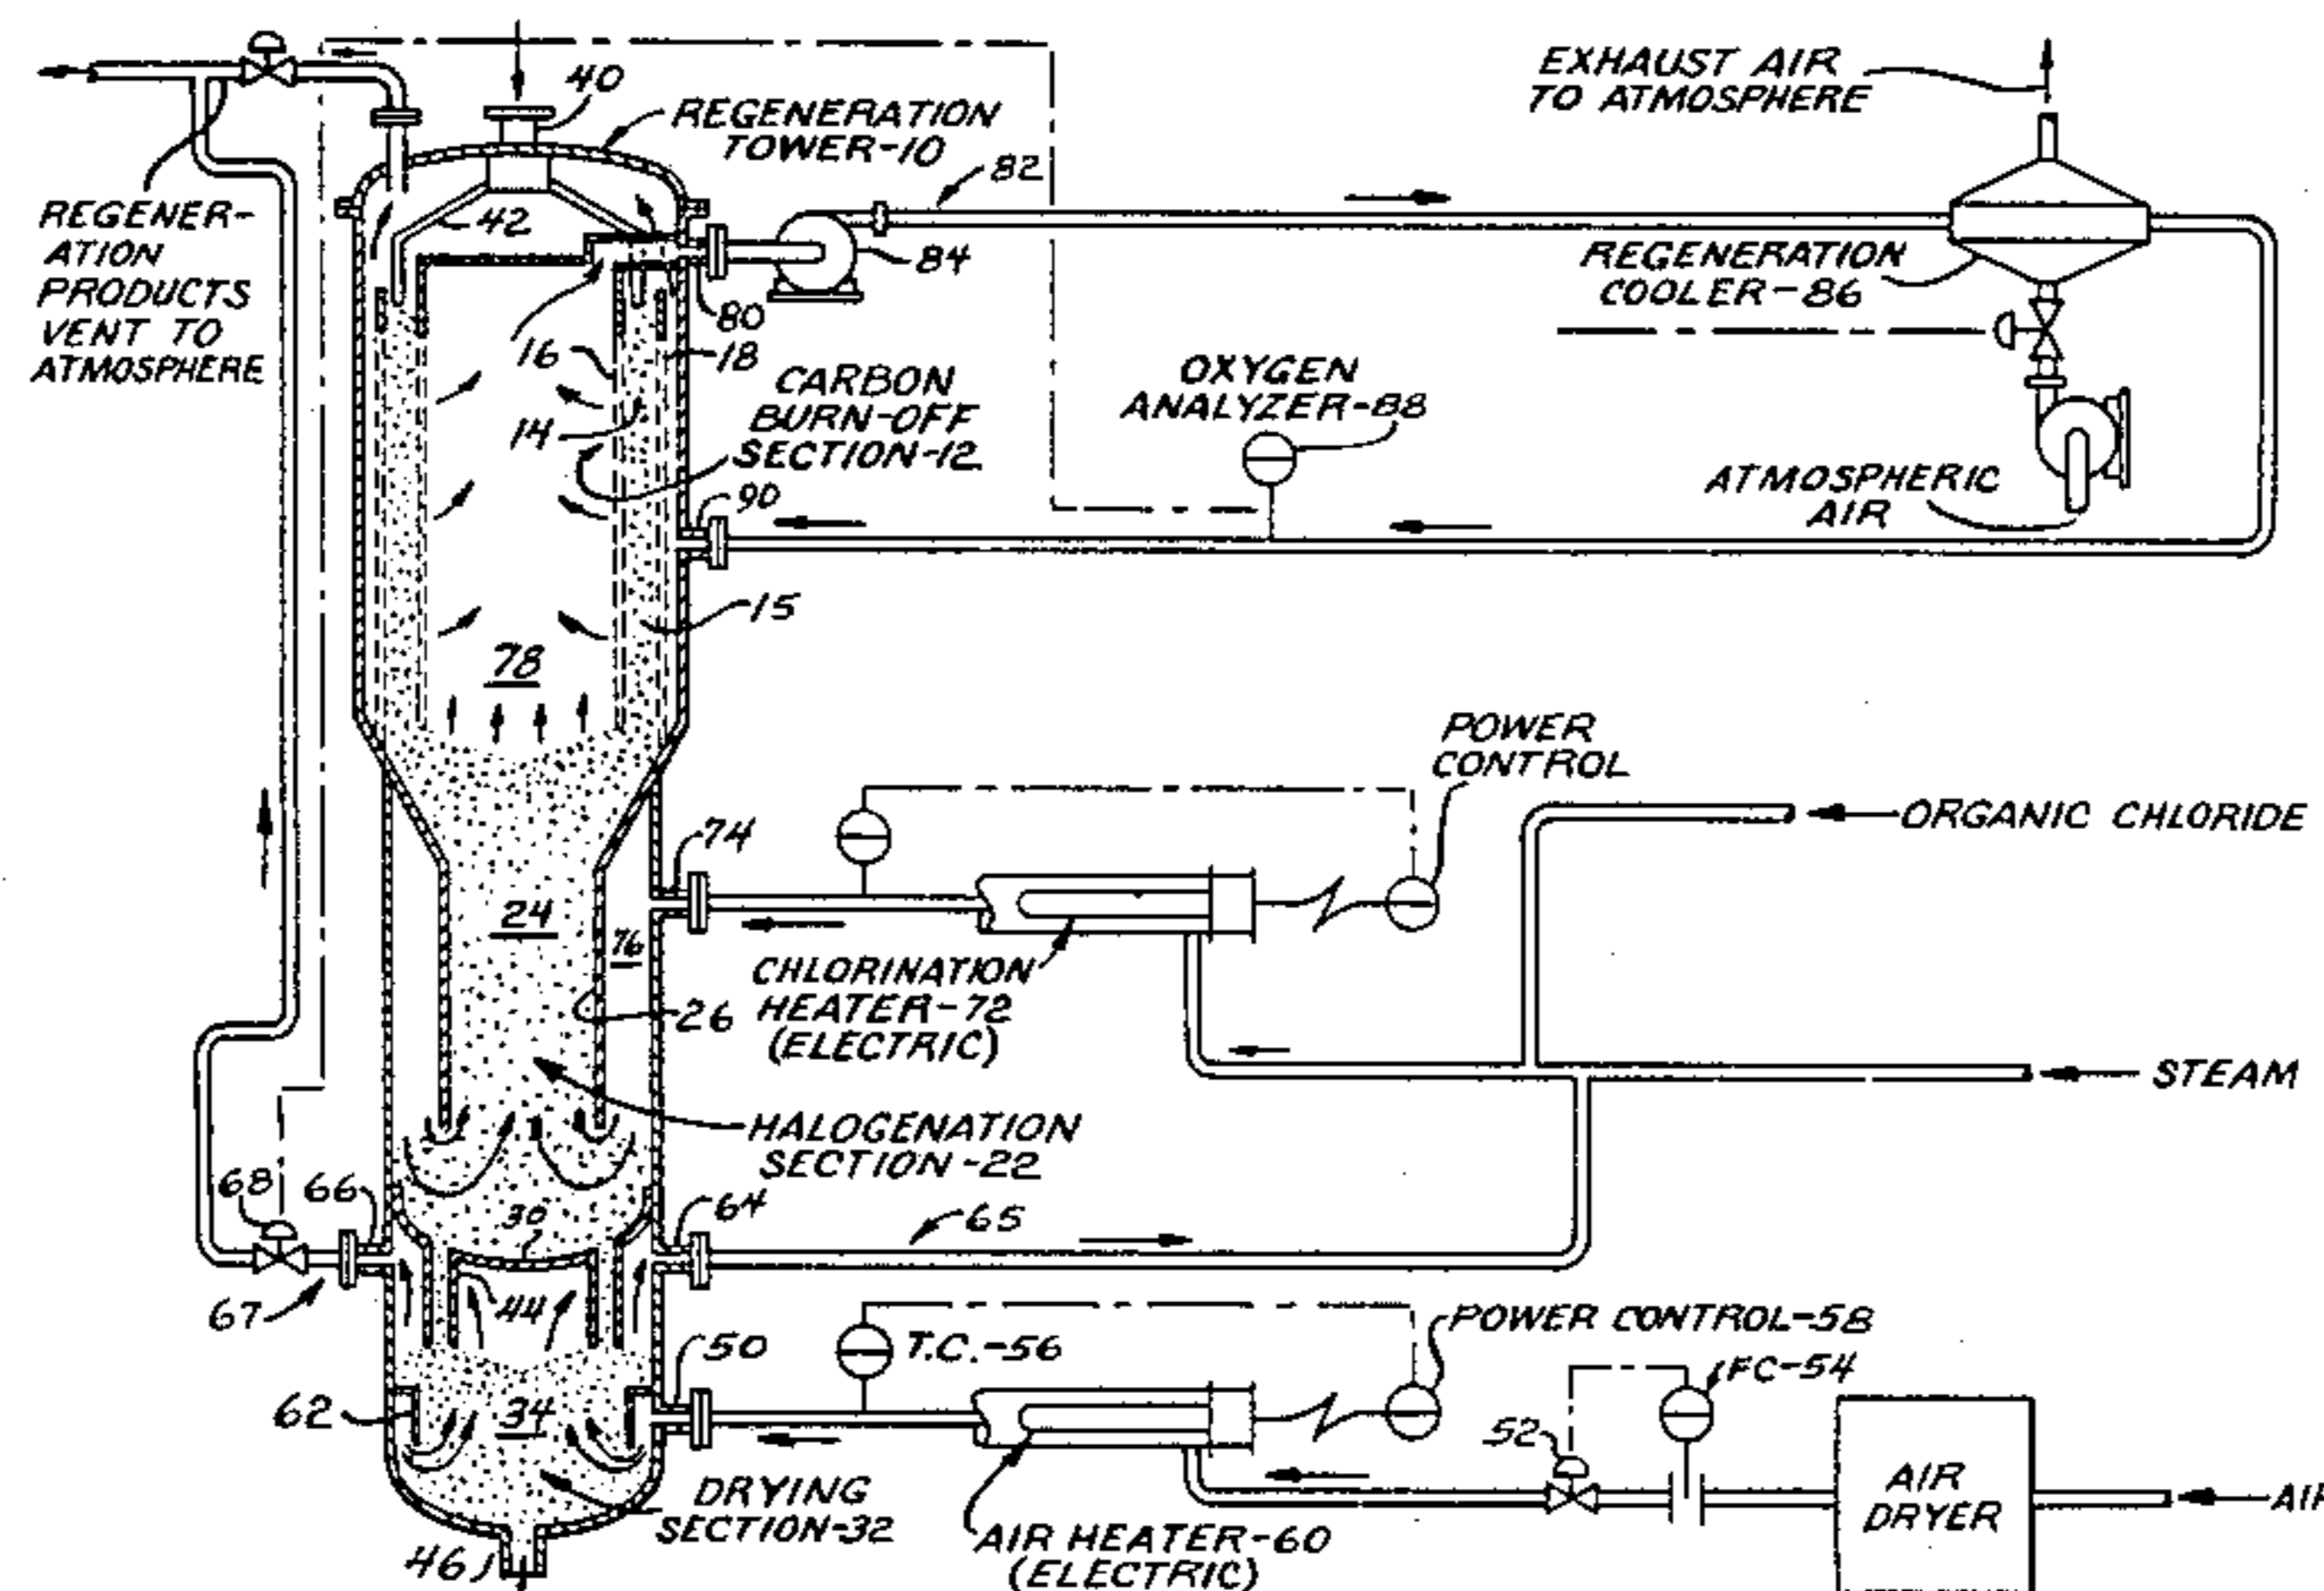 40
REGENERATION
TOWER-10
EXHAUST AIR
TO ATMOSPHERE
82
REGENER-
ATION
PRODUCTS
VENT TO
ATMOSPHERE
42
84
REGENERATION
COOLER-86
80
16
18
CARBON
BURN-OFF
SECTION-12
14
OXYGEN
ANALYZER-88
90
ATMOSPHERIC
AIR
15
78
POWER
CONTROL
ORGANIC CHLORIDE
74
24
76
CHLORINATION
HEATER-72
(ELECTRIC)
26
STEAM
HALOGENATION
SECTION-22
68
66
64
30
65
67
44
50
T.C.-56
POWER CONTROL-58
FC-54
62
34
52
AIR
DRYER
AIR
DRYING
SECTION-32
AIR HEATER-60
(ELECTRIC)
46